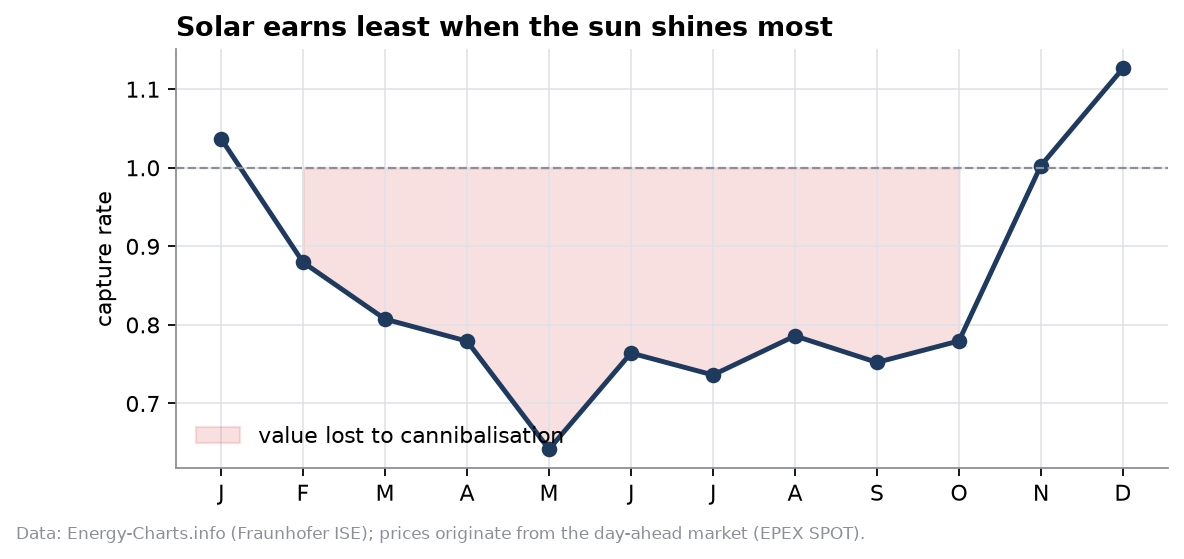 Solar earns least when the sun shines most
capture rate
1.1
1.0
0.9
0.8
0.7
value lost to cannibalisation
J F M A M J J A S O N D
Data: Energy-Charts.info (Fraunhofer ISE); prices originate from the day-ahead market (EPEX SPOT).